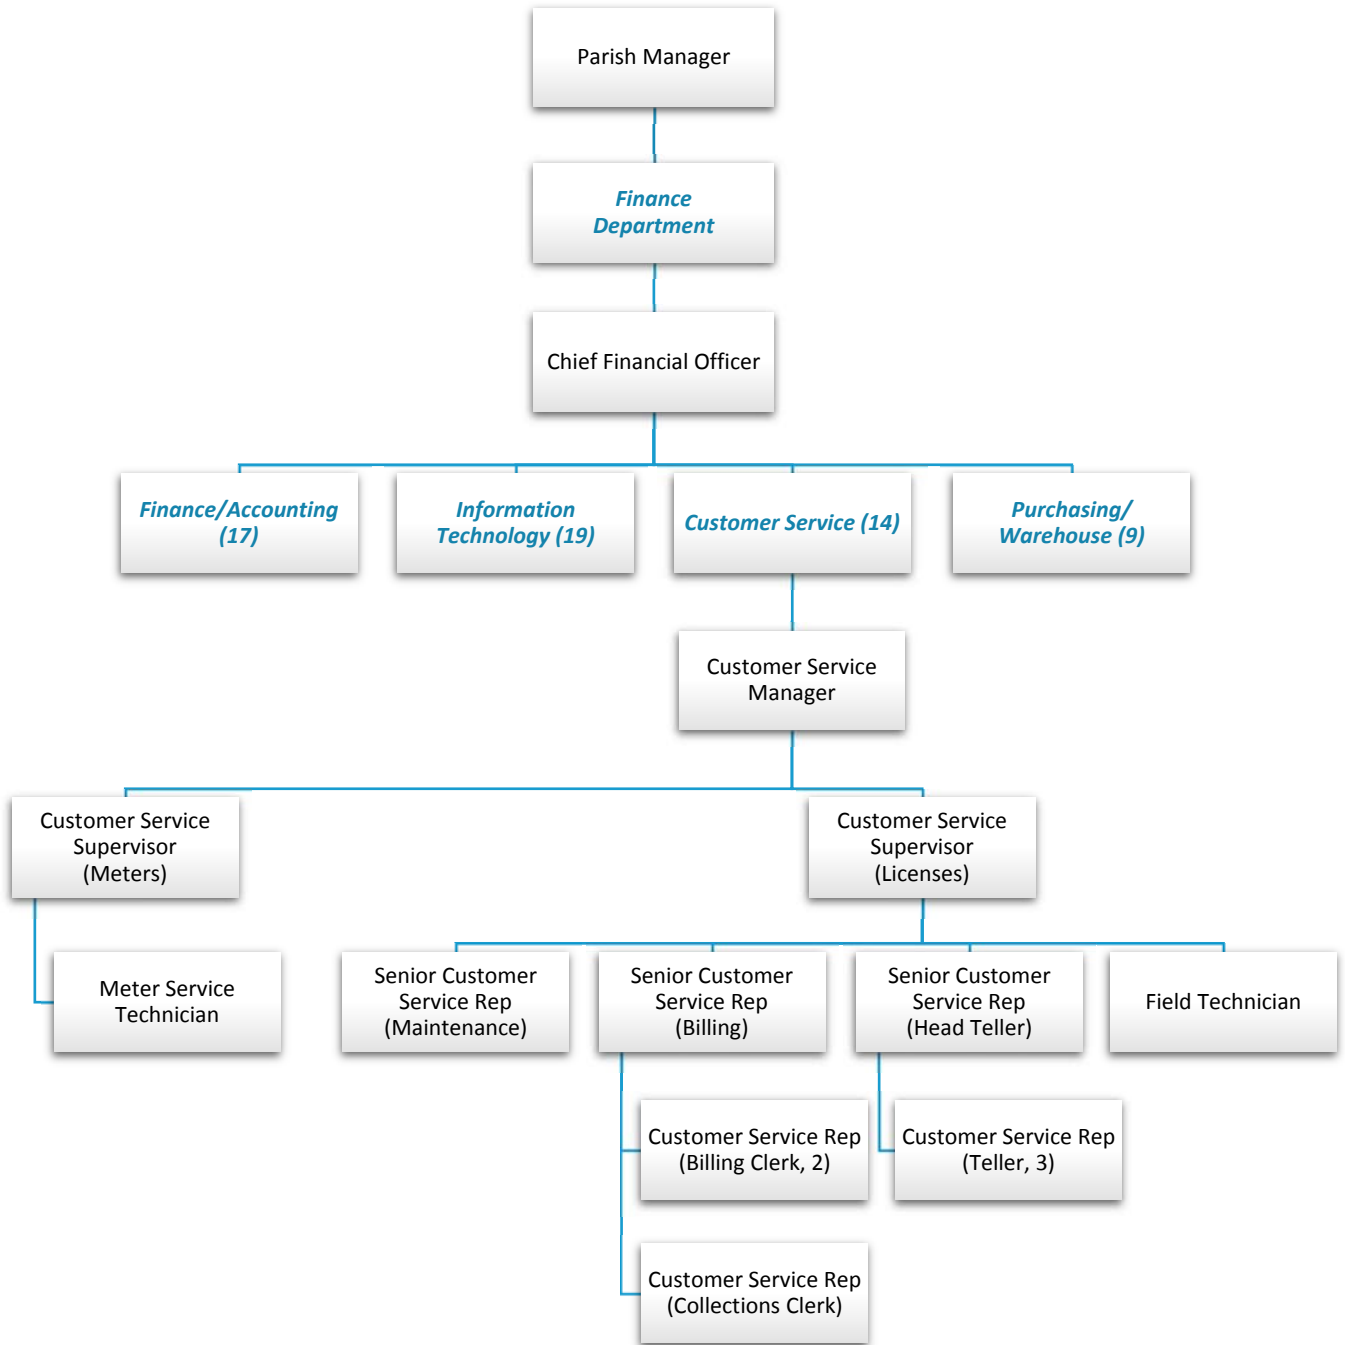 Parish Manager
Finance
Department
Chief Financial Officer
Finance/Accounting
(17)
Information
Technology (19)
Customer Service (14)
Purchasing/
Warehouse (9)
Customer Service
Manager
Customer Service
Supervisor
(Meters)
Customer Service
Supervisor
(Licenses)
Meter Service
Technician
Senior Customer
Service Rep
(Maintenance)
Senior Customer
Service Rep
(Billing)
Senior Customer
Service Rep
(Head Teller)
Field Technician
Customer Service Rep
(Billing Clerk, 2)
Customer Service Rep
(Teller, 3)
Customer Service Rep
(Collections Clerk)